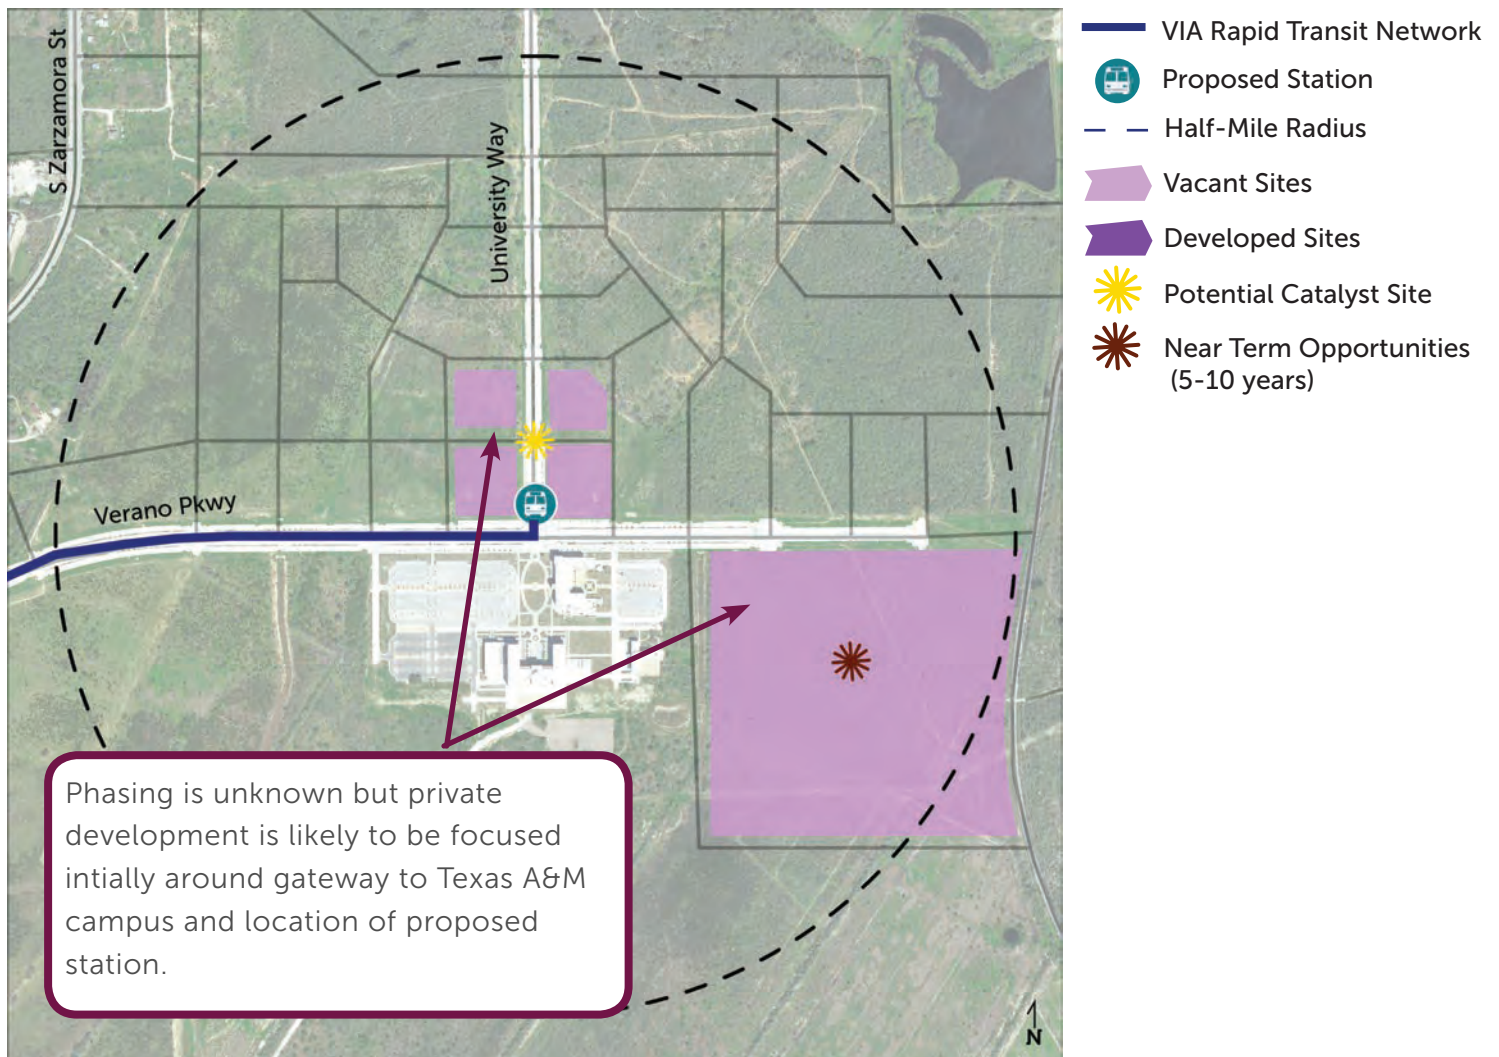 S Zarzamora St
University Way
Verano Pkwy
VIA Rapid Transit Network
Proposed Station
Half-Mile Radius
Vacant Sites
Developed Sites
Potential Catalyst Site
Near Term Opportunities
(5-10 years)
Phasing is unknown but private
development is likely to be focused
intially around gateway to Texas A&M
campus and location of proposed
station.
N